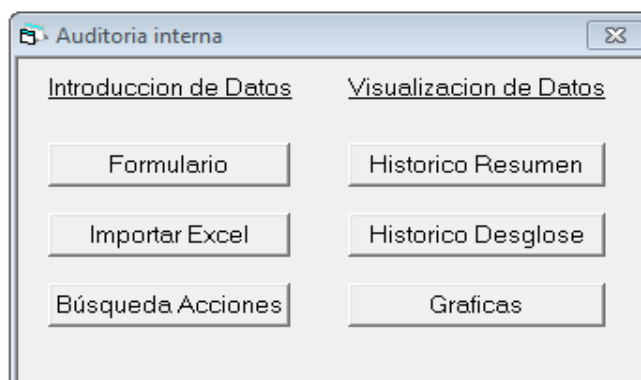 Auditoria interna
Introduccion de Datos
Visualizacion de Datos
Formulario
Historico Resumen
Importar Excel
Historico Desglose
Búsqueda Acciones
Graficas